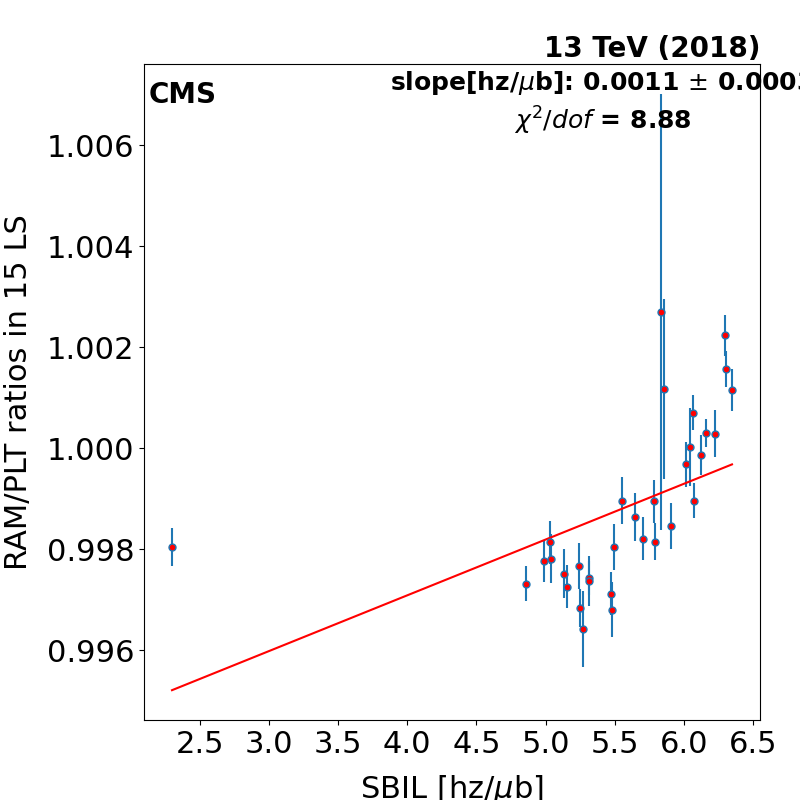 13 TeV (2018)
CMS
slope[hz/μb]: 0.0011 ± 0.0003
χ²/dof = 8.88
RAM/PLT ratios in 15 LS
1.006
1.004
1.002
1.000
0.998
0.996
2.5 3.0 3.5 4.0 4.5 5.0 5.5 6.0 6.5
SBIL [hz/μb]